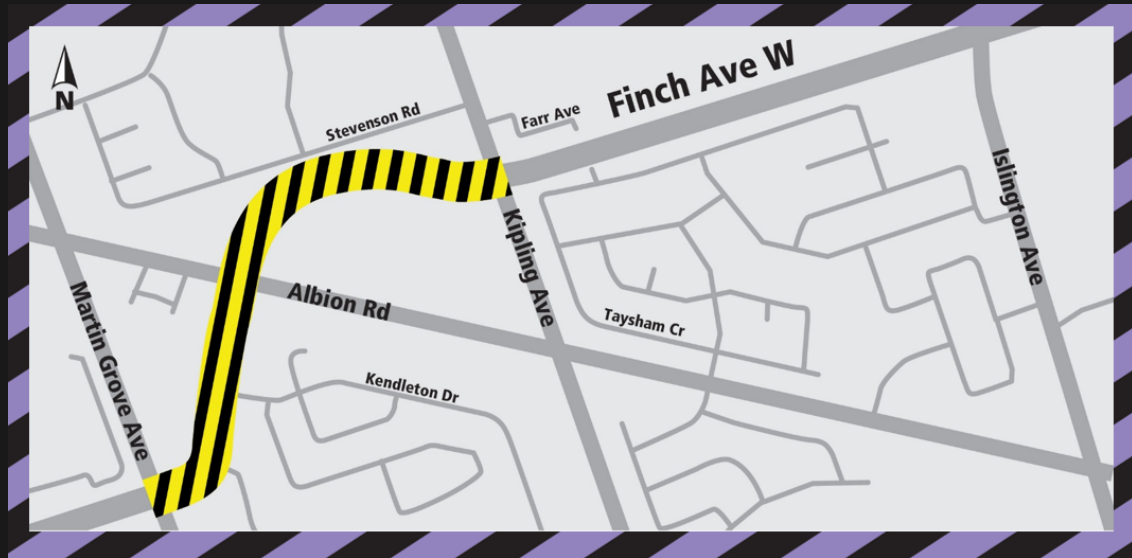 N
Stevenson Rd
Farr Ave
Finch Ave W
Islington Ave
Kipling Ave
Martin Grove Ave
Albion Rd
Taysham Cr
Kendleton Dr